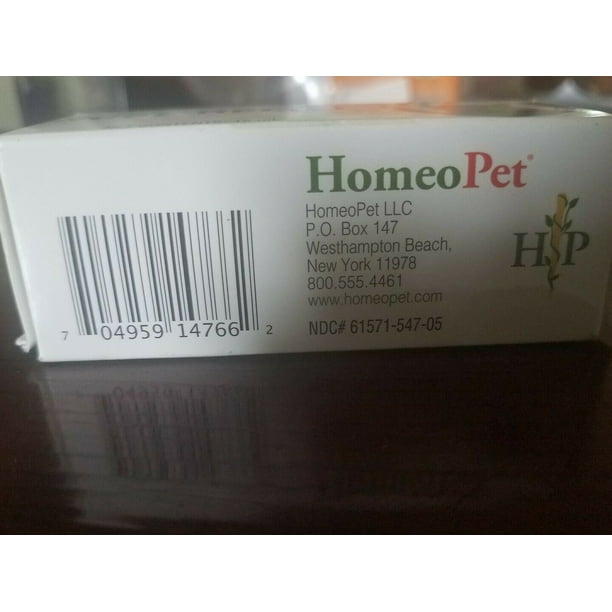 HomeoPet®
HomeoPet LLC
P.O. Box 147
Westhampton Beach,
New York 11978
800.555.4461
www.homeopet.com
NDC# 61571-547-05
HP
7 04959 14766 2